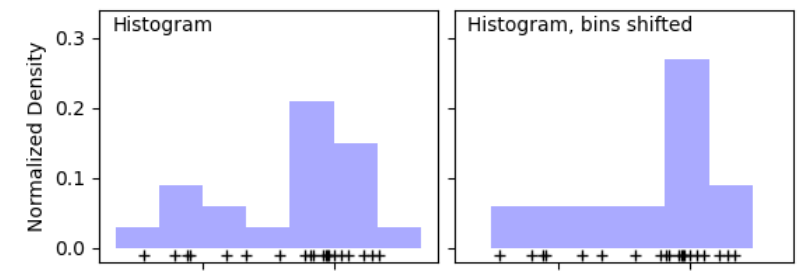 Histogram
Histogram, bins shifted
Normalized Density
0.3
0.2
0.1
0.0